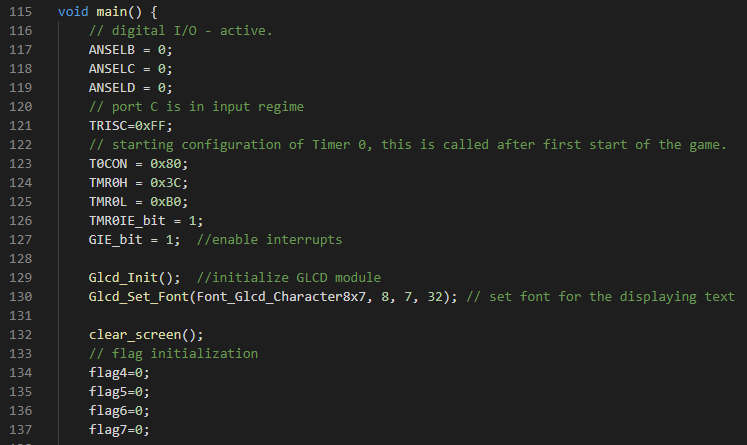 115 void main() {
116 // digital I/O - active.
117 ANSELB = 0;
118 ANSELC = 0;
119 ANSELD = 0;
120 // port C is in input regime
121 TRISC=0xFF;
122 // starting configuration of Timer 0, this is called after first start of the game.
123 T0CON = 0x80;
124 TMR0H = 0x3C;
125 TMR0L = 0xB0;
126 TMR0IE_bit = 1;
127 GIE_bit = 1; //enable interrupts
128
129 Glcd_Init(); //initialize GLCD module
130 Glcd_Set_Font(Font_Glcd_Character8x7, 8, 7, 32); // set font for the displaying text
131
132 clear_screen();
133 // flag initialization
134 flag4=0;
135 flag5=0;
136 flag6=0;
137 flag7=0;